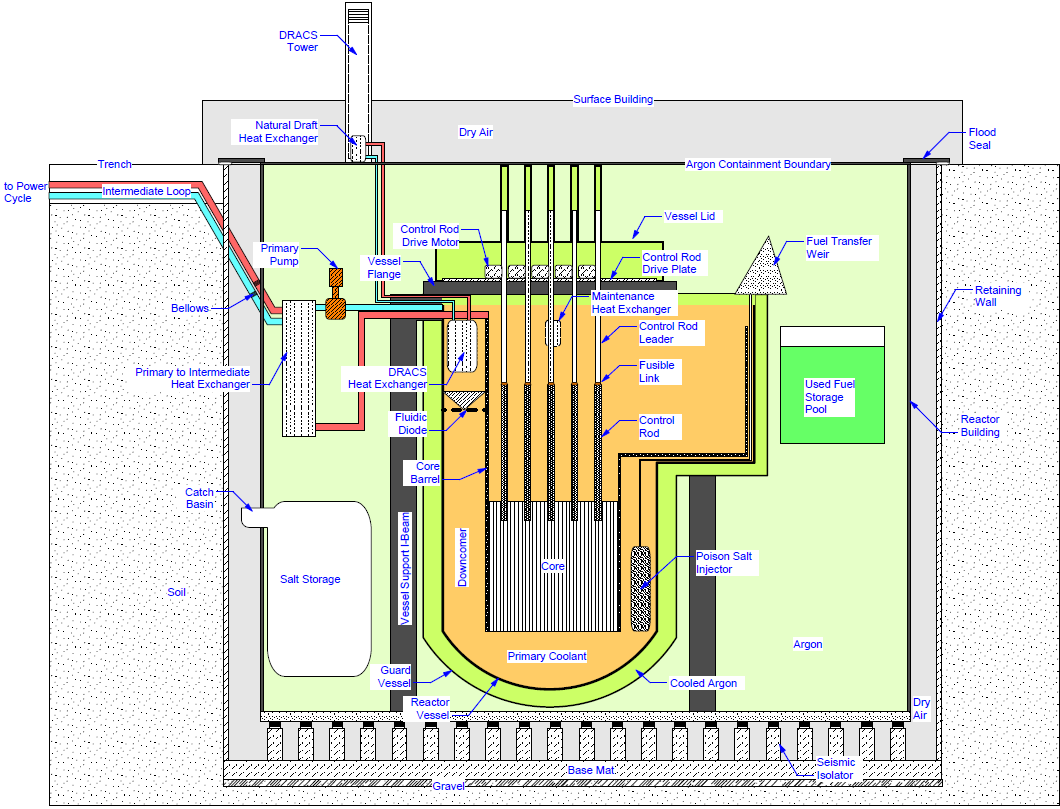 DRACS
Tower
Surface Building
Natural Draft
Heat Exchanger
Dry Air
Flood
Seal
Trench
Argon Containment Boundary
to Power
Cycle
Intermediate Loop
Vessel Lid
Control Rod
Drive Motor
Fuel Transfer
Weir
Primary
Pump
Vessel
Flange
Control Rod
Drive Plate
Maintenance
Heat Exchanger
Retaining
Wall
Bellows
Control Rod
Leader
Primary to Intermediate
Heat Exchanger
DRACS
Heat Exchanger
Fusible
Link
Used Fuel
Storage
Pool
Fluidic
Diode
Control
Rod
Reactor
Building
Core
Barrel
Catch
Basin
Vessel Support I-Beam
Downcomer
Core
Poison Salt
Injector
Salt Storage
Soil
Argon
Primary Coolant
Guard
Vessel
Cooled Argon
Reactor
Vessel
Dry
Air
Base Mat
Seismic
Isolator
Gravel